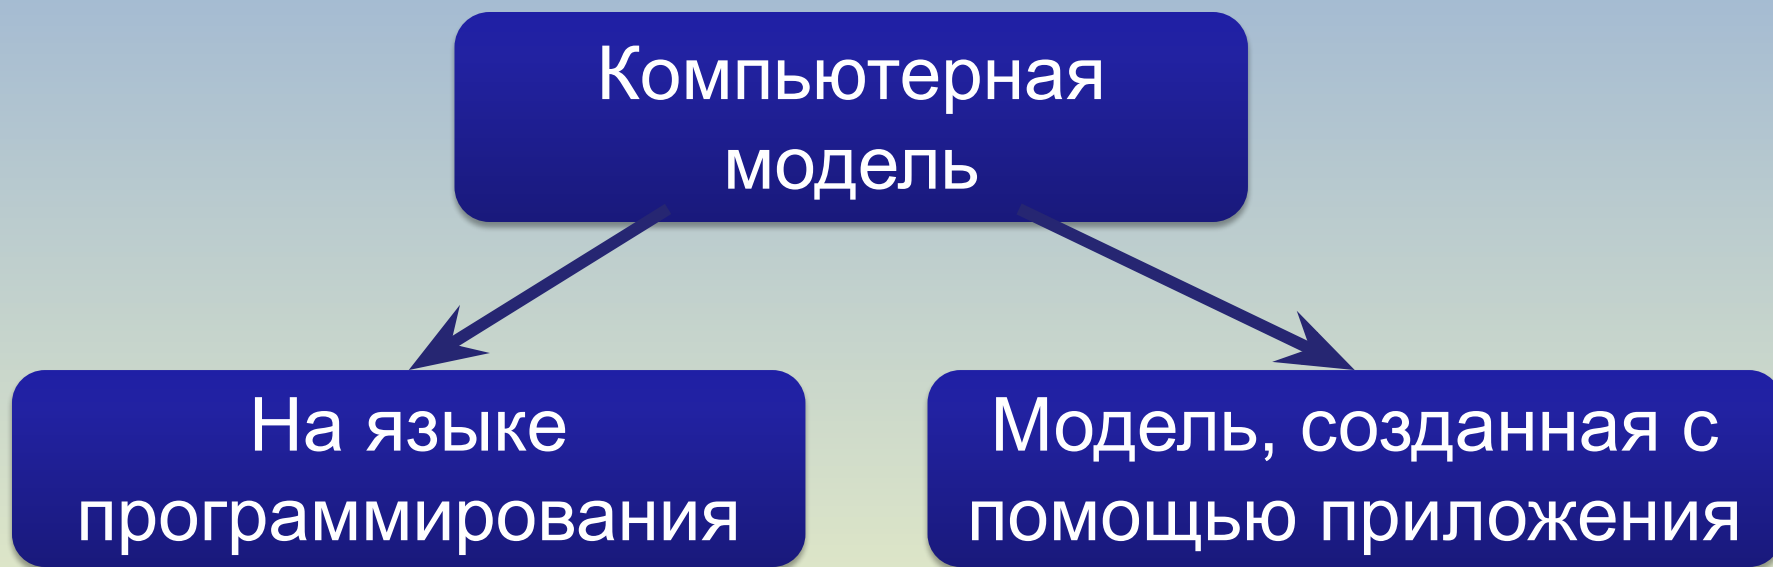 Компьютерная
модель
На языке
программирования
Модель, созданная с
помощью приложения